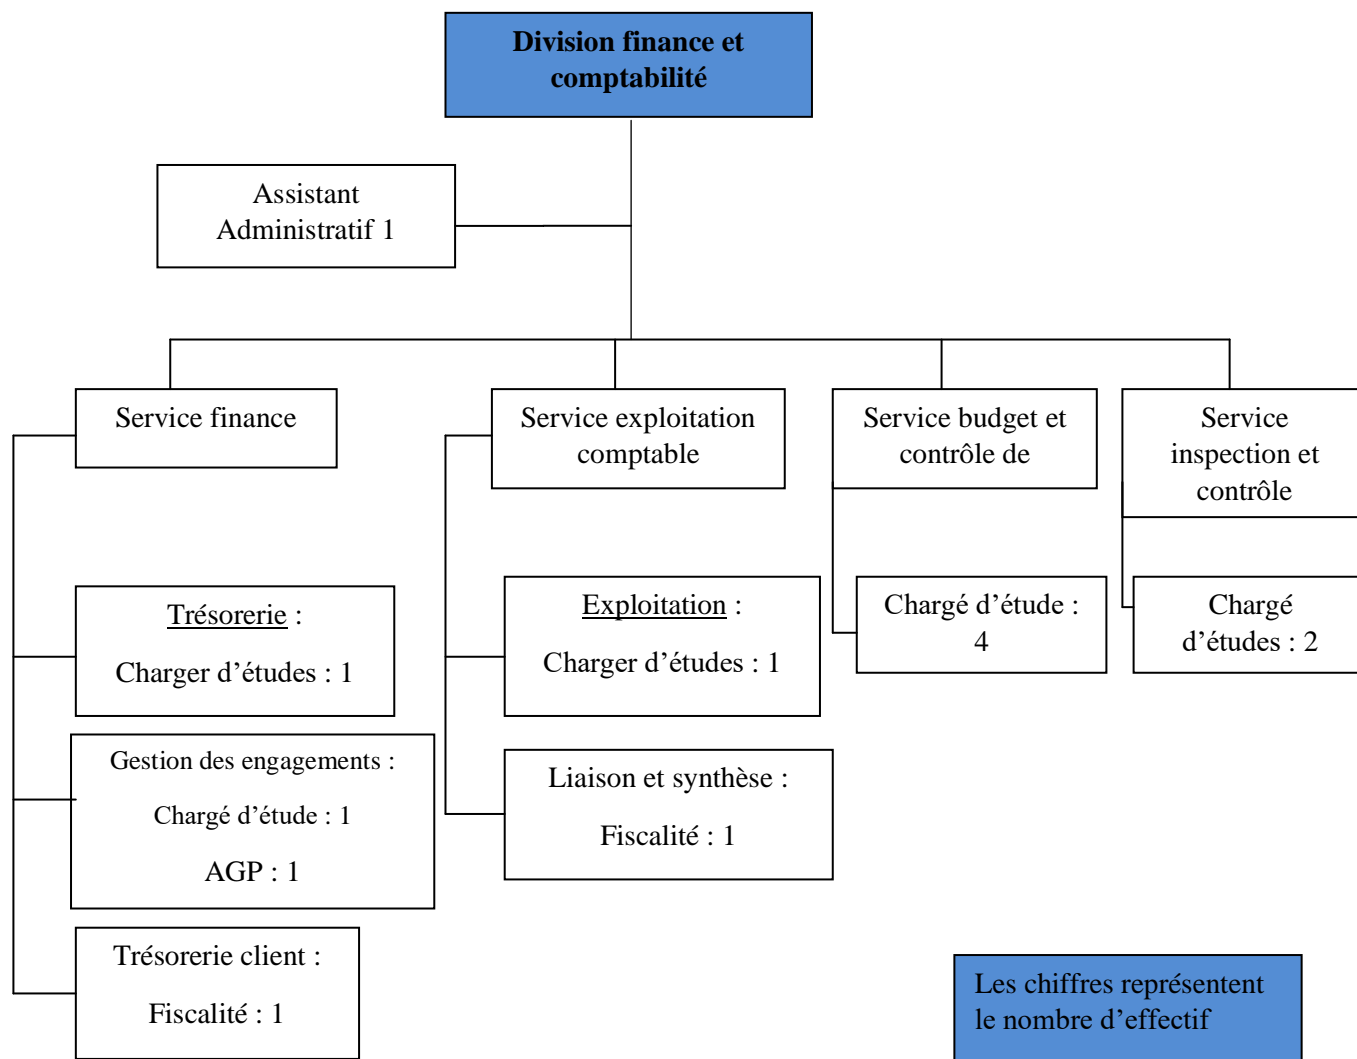 Division finance et
comptabilité
Assistant
Administratif 1
Service finance
Service exploitation
comptable
Service budget et
contrôle de
Service
inspection et
contrôle
Trésorerie :
Charger d’études : 1
Exploitation :
Charger d’études : 1
Chargé d’étude :
4
Chargé
d’études : 2
Gestion des engagements :
Chargé d’étude : 1
AGP : 1
Liaison et synthèse :
Fiscalité : 1
Trésorerie client :
Fiscalité : 1
Les chiffres représentent
le nombre d’effectif